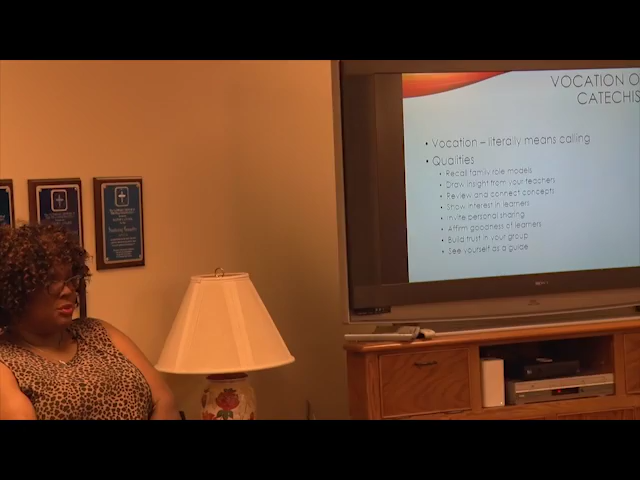 VOCATION O
CATECHIS
• Vocation – literally means calling
• Qualities
• Recall family role models
• Draw insight from your teachers
• Review and connect concepts
• Show interest in learners
• Invite personal sharing
• Affirm goodness of learners
• Build trust in your group
• See yourself as a guide
SONY